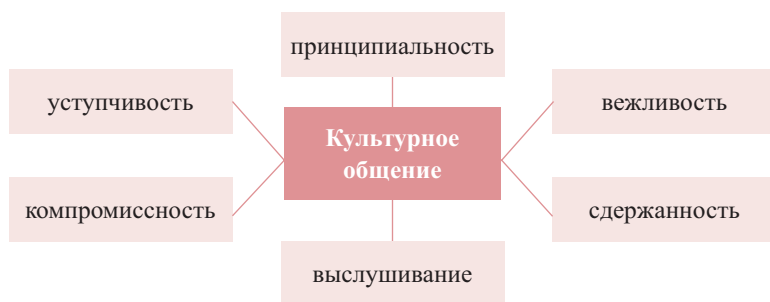 принципиальность
уступчивость
вежливость
Культурное
общение
компромиссность
сдержанность
выслушивание